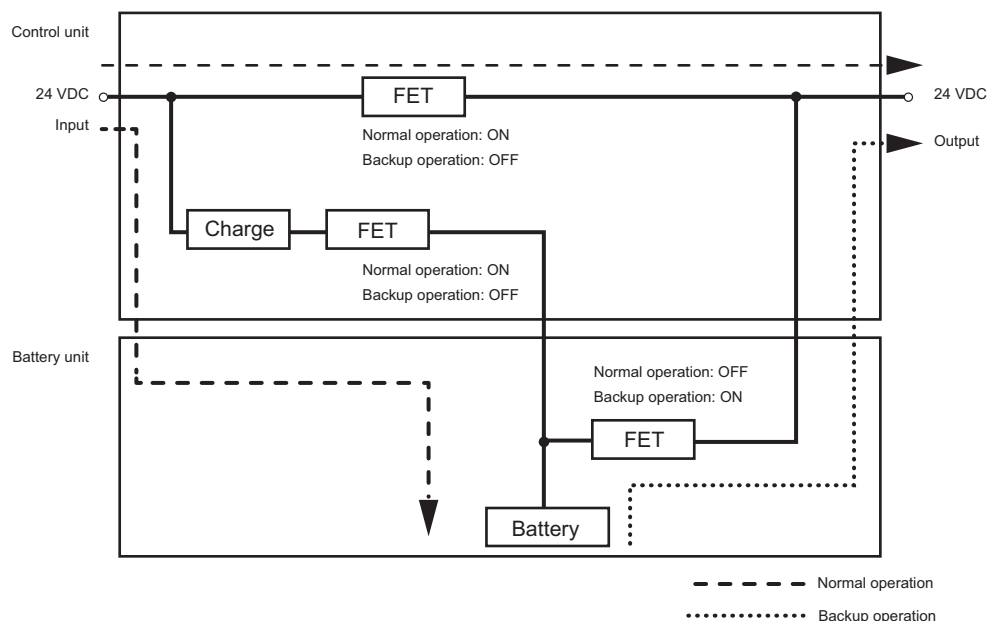 Control unit
24 VDC
FET
24 VDC
Input
Normal operation: ON
Backup operation: OFF
Output
Charge
FET
Normal operation: ON
Backup operation: OFF
Battery unit
Normal operation: OFF
Backup operation: ON
FET
Battery
Normal operation
Backup operation